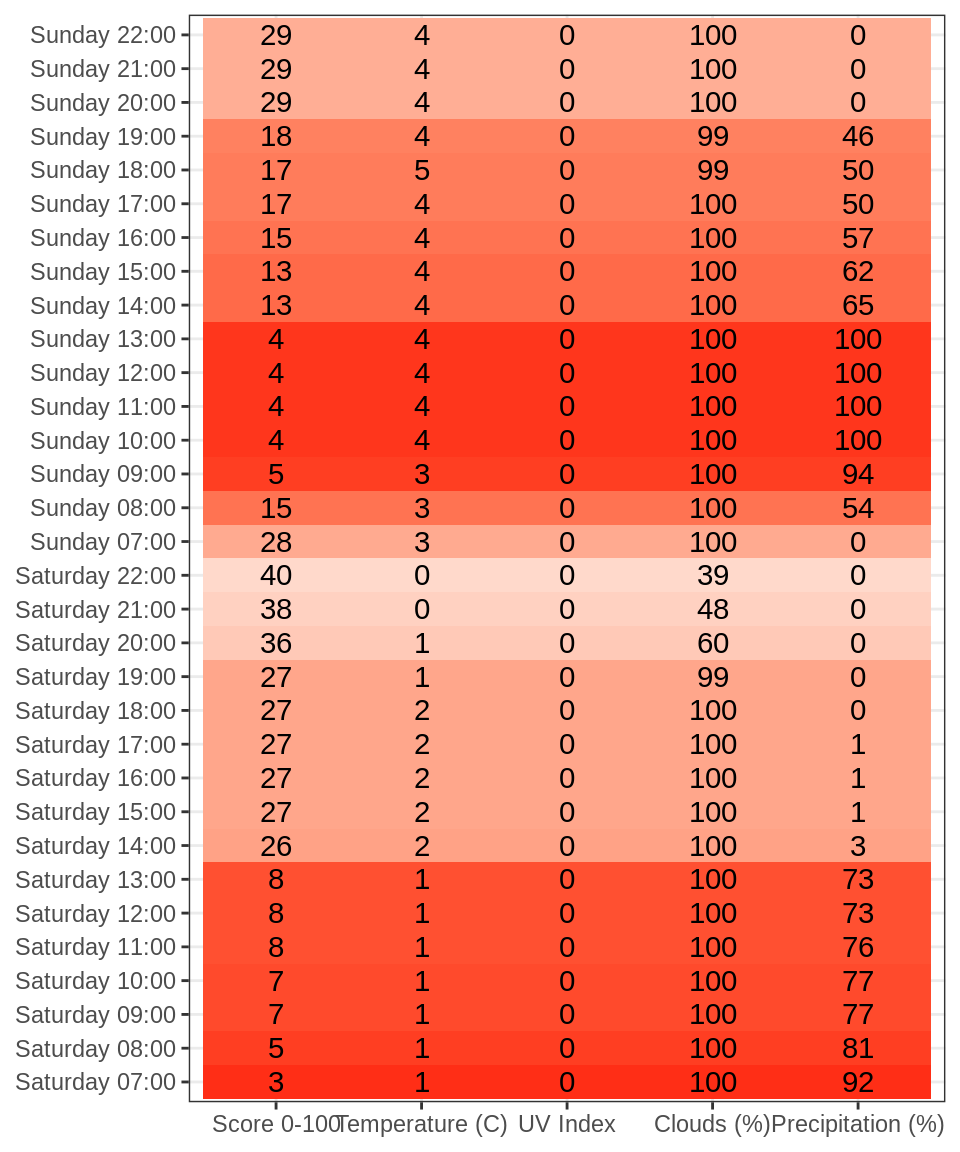 Sunday 22:00 29 4 0 100 0
Sunday 21:00 29 4 0 100 0
Sunday 20:00 29 4 0 100 0
Sunday 19:00 18 4 0 99 46
Sunday 18:00 17 5 0 99 50
Sunday 17:00 17 4 0 100 50
Sunday 16:00 15 4 0 100 57
Sunday 15:00 13 4 0 100 62
Sunday 14:00 13 4 0 100 65
Sunday 13:00 4 4 0 100 100
Sunday 12:00 4 4 0 100 100
Sunday 11:00 4 4 0 100 100
Sunday 10:00 4 4 0 100 100
Sunday 09:00 5 3 0 100 94
Sunday 08:00 15 3 0 100 54
Sunday 07:00 28 3 0 100 0
Saturday 22:00 40 0 0 39 0
Saturday 21:00 38 0 0 48 0
Saturday 20:00 36 1 0 60 0
Saturday 19:00 27 1 0 99 0
Saturday 18:00 27 2 0 100 0
Saturday 17:00 27 2 0 100 1
Saturday 16:00 27 2 0 100 1
Saturday 15:00 27 2 0 100 1
Saturday 14:00 26 2 0 100 3
Saturday 13:00 8 1 0 100 73
Saturday 12:00 8 1 0 100 73
Saturday 11:00 8 1 0 100 76
Saturday 10:00 7 1 0 100 77
Saturday 09:00 7 1 0 100 77
Saturday 08:00 5 1 0 100 81
Saturday 07:00 3 1 0 100 92
Score 0-100 Temperature (C) UV Index Clouds (%) Precipitation (%)